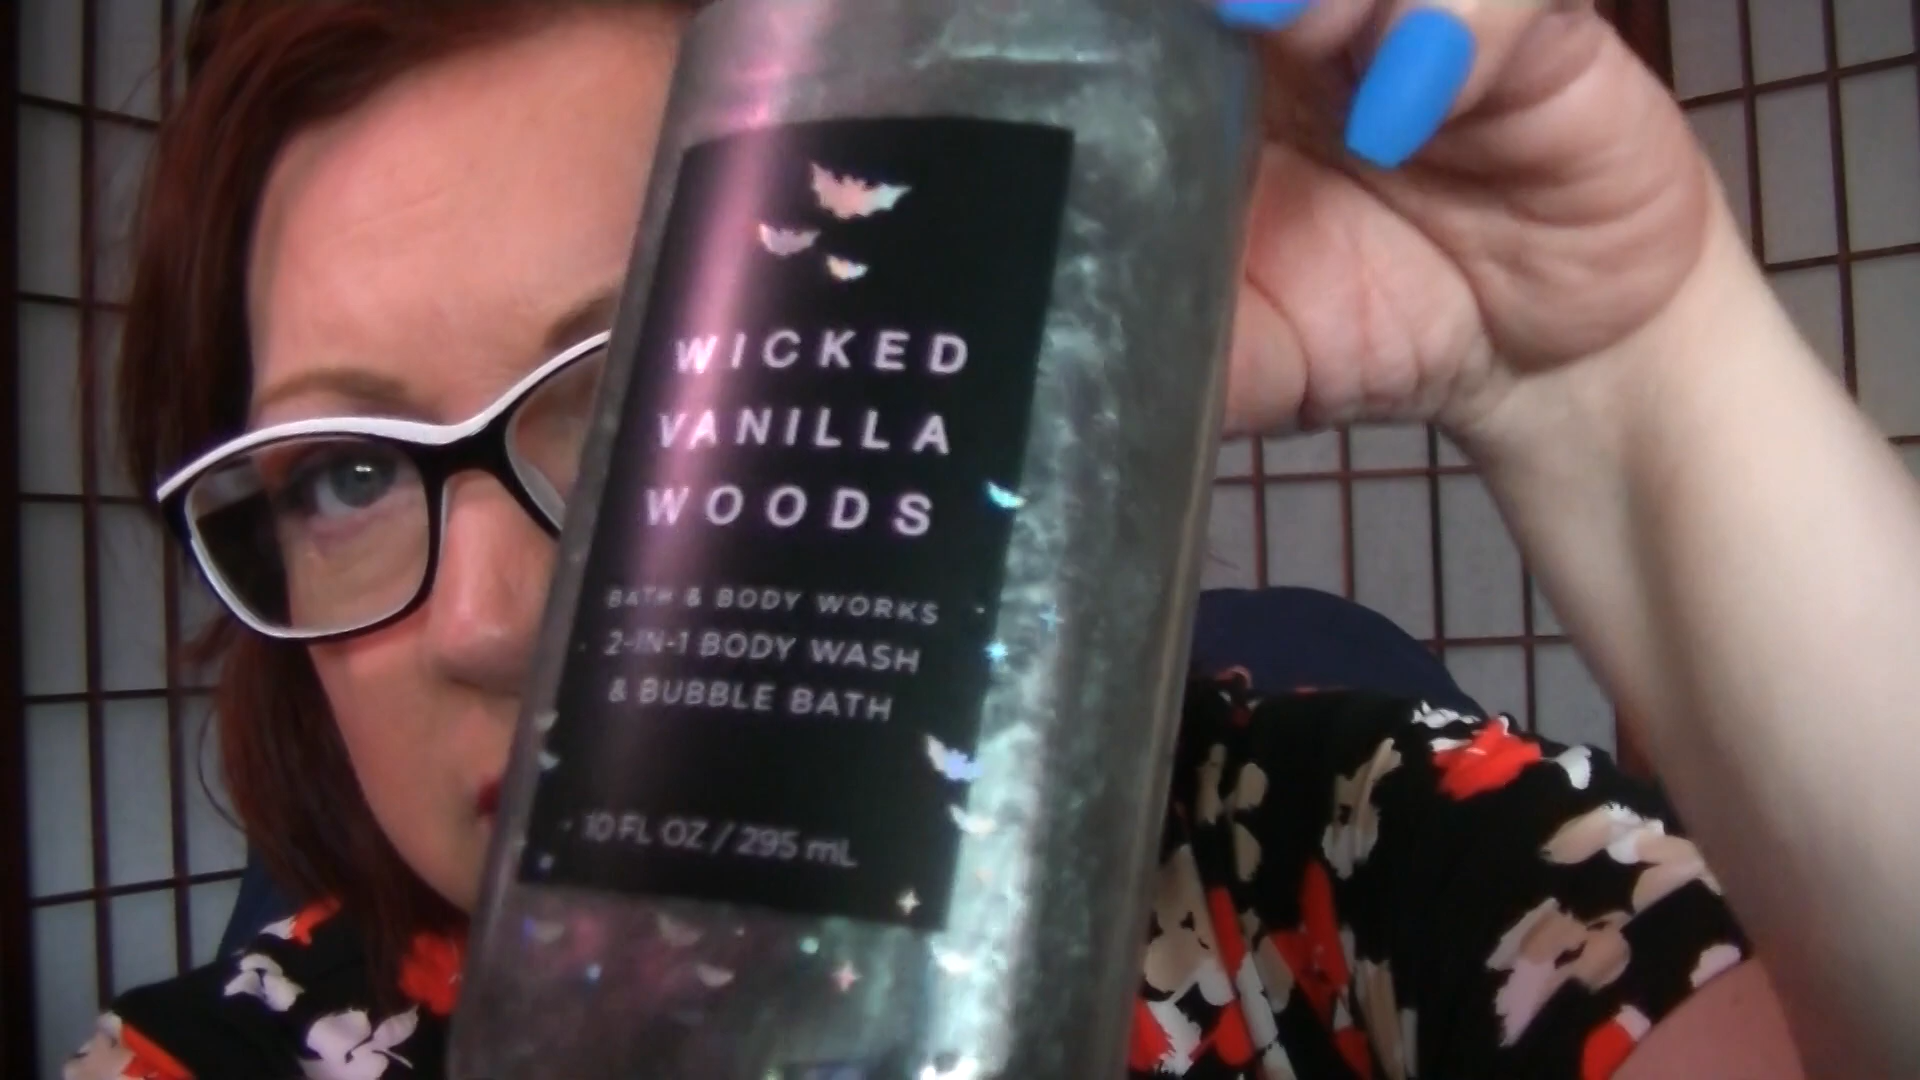 WICKED
VANILLA
WOODS
BATH & BODY WORKS
2-IN-1 BODY WASH
& BUBBLE BATH
10 FL OZ / 295 mL